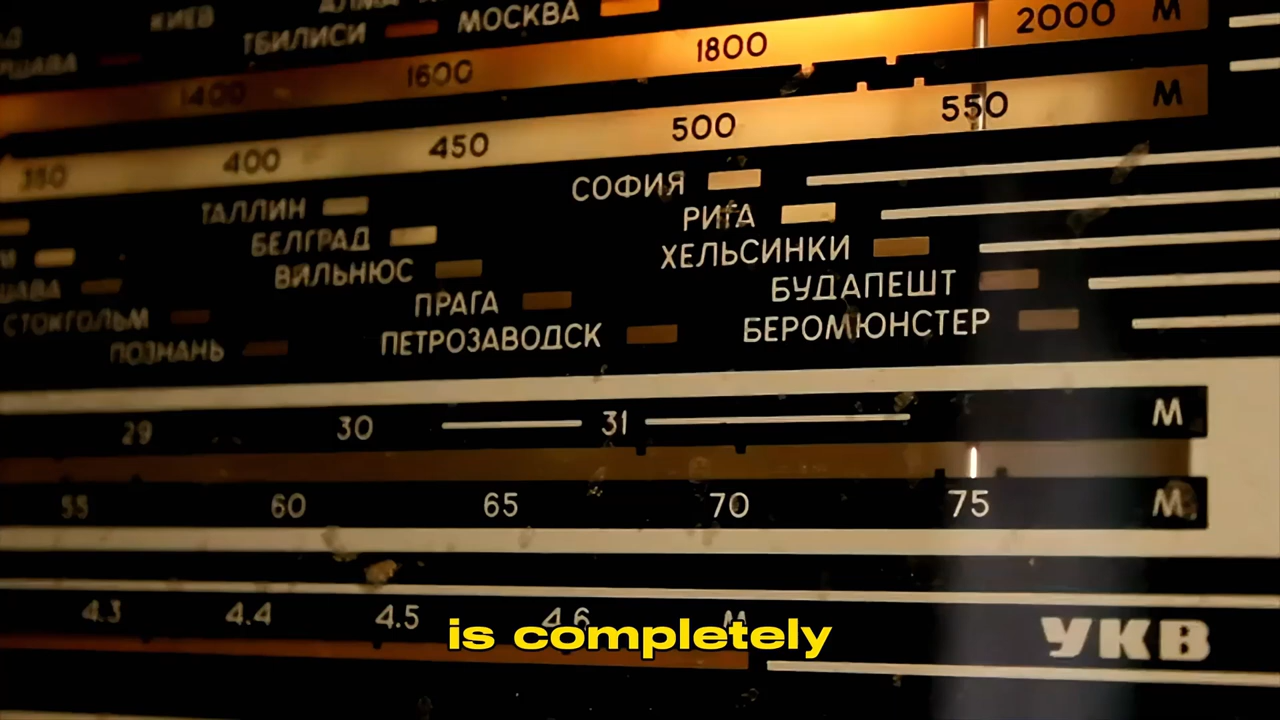 КИЕВ
ТБИЛИСИ
МОСКВА
1400 1600 1800 2000 М
350 400 450 500 550 М
СОФИЯ
ТАЛЛИН РИГА
БЕЛГРАД ХЕЛЬСИНКИ
ВИЛЬНЮС БУДАПЕШТ
СТОКГОЛЬМ ПРАГА БЕРОМЮНСТЕР
ПОЗНАНЬ ПЕТРОЗАВОДСК
29 30 31 М
55 60 65 70 75 М
4.3 4.4 4.5 4.6 М УКВ
is completely